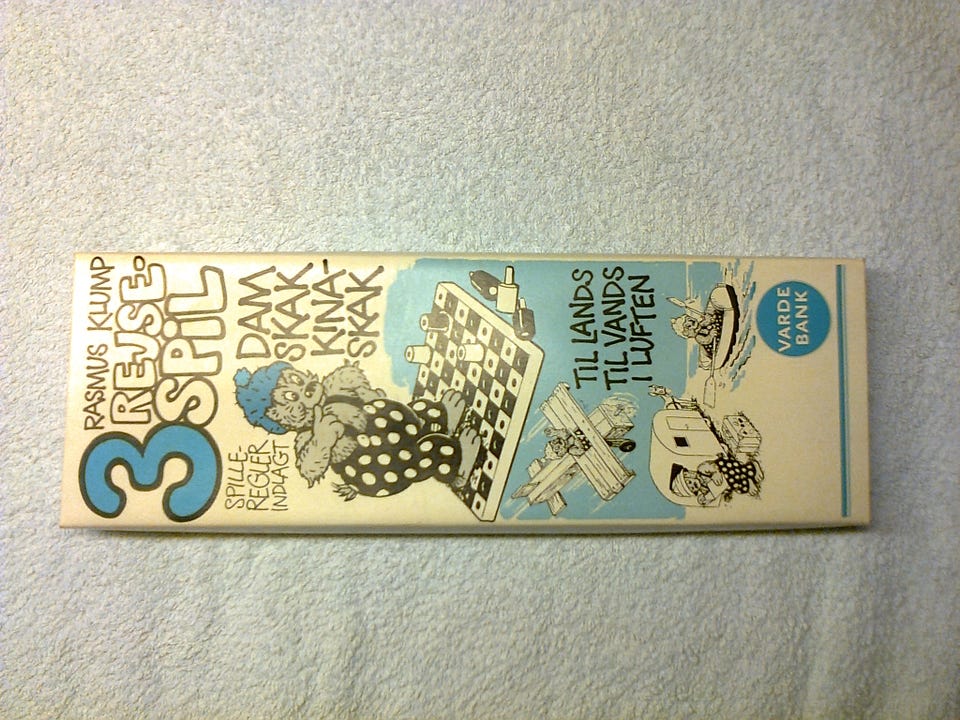 RASMUS KLUMP
3 REJSE-
SPIL
DAM
SKAK
KINA-
SKAK
SPILLE-
REGLER
INDLAGT
TIL LANDS
TIL VANDS
I LUFTEN
VARDE
BANK